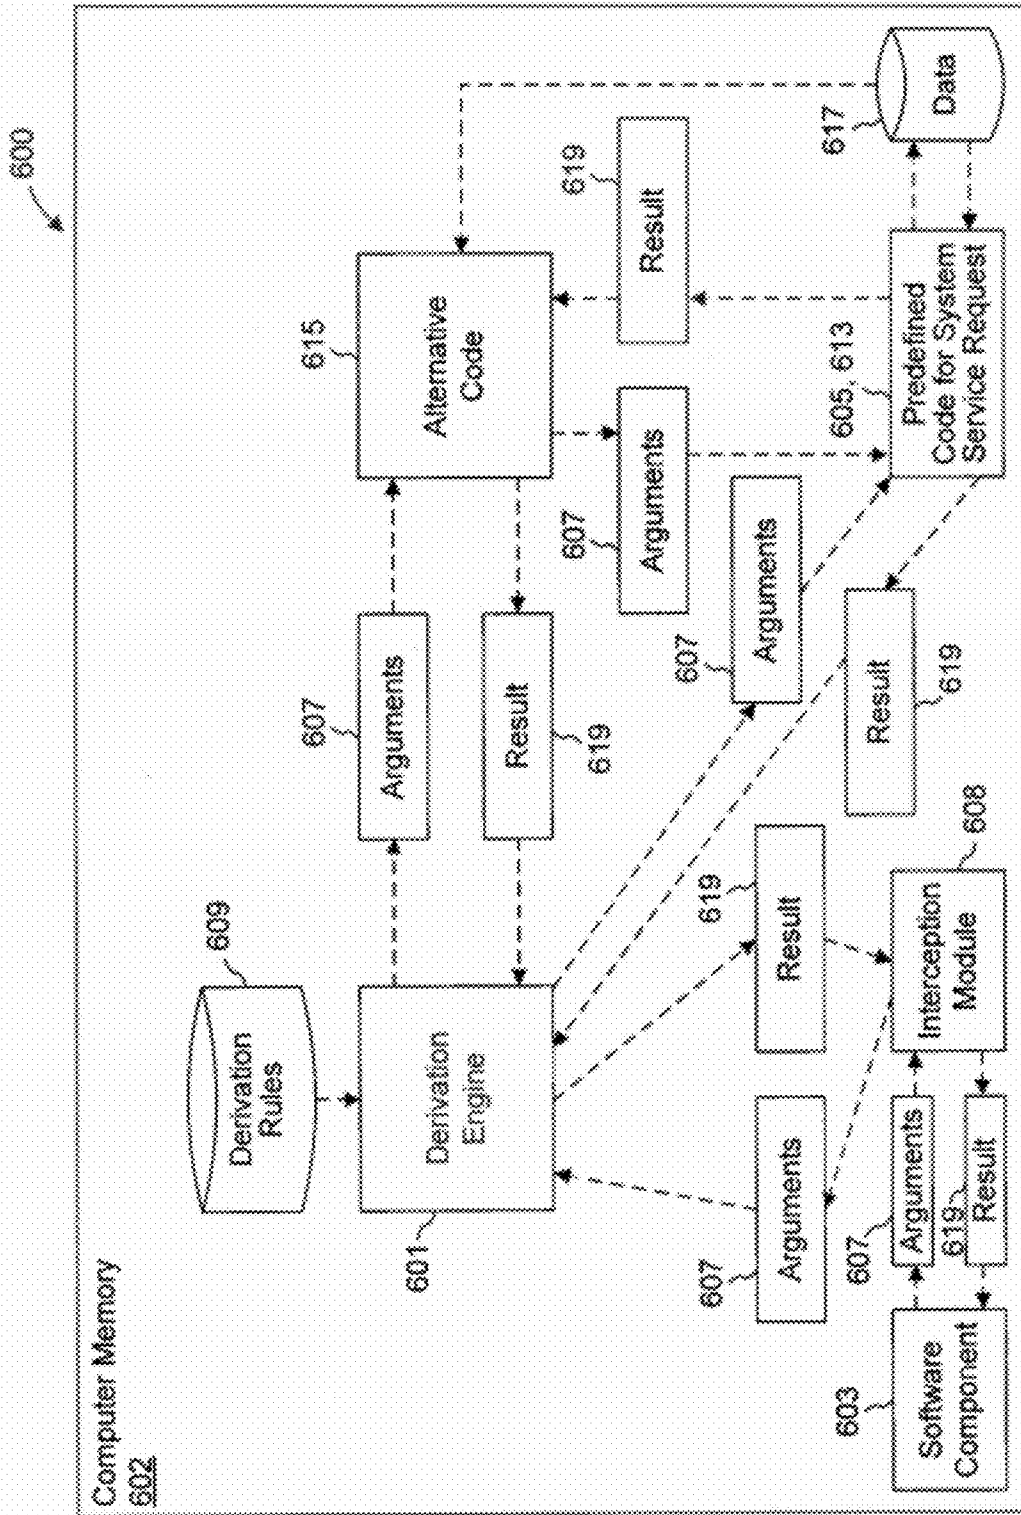 600
Computer Memory
602
609
Derivation
Rules
601
Derivation
Engine
607
Arguments
Result
619
615
Alternative
Code
607
Arguments
619
Result
607
Arguments
619
Result
607
Arguments
Result
619
603
Software
Component
607
Arguments
619
Result
Interception
Module
608
605, 613
Predefined
Code for System
Service Request
617
Data